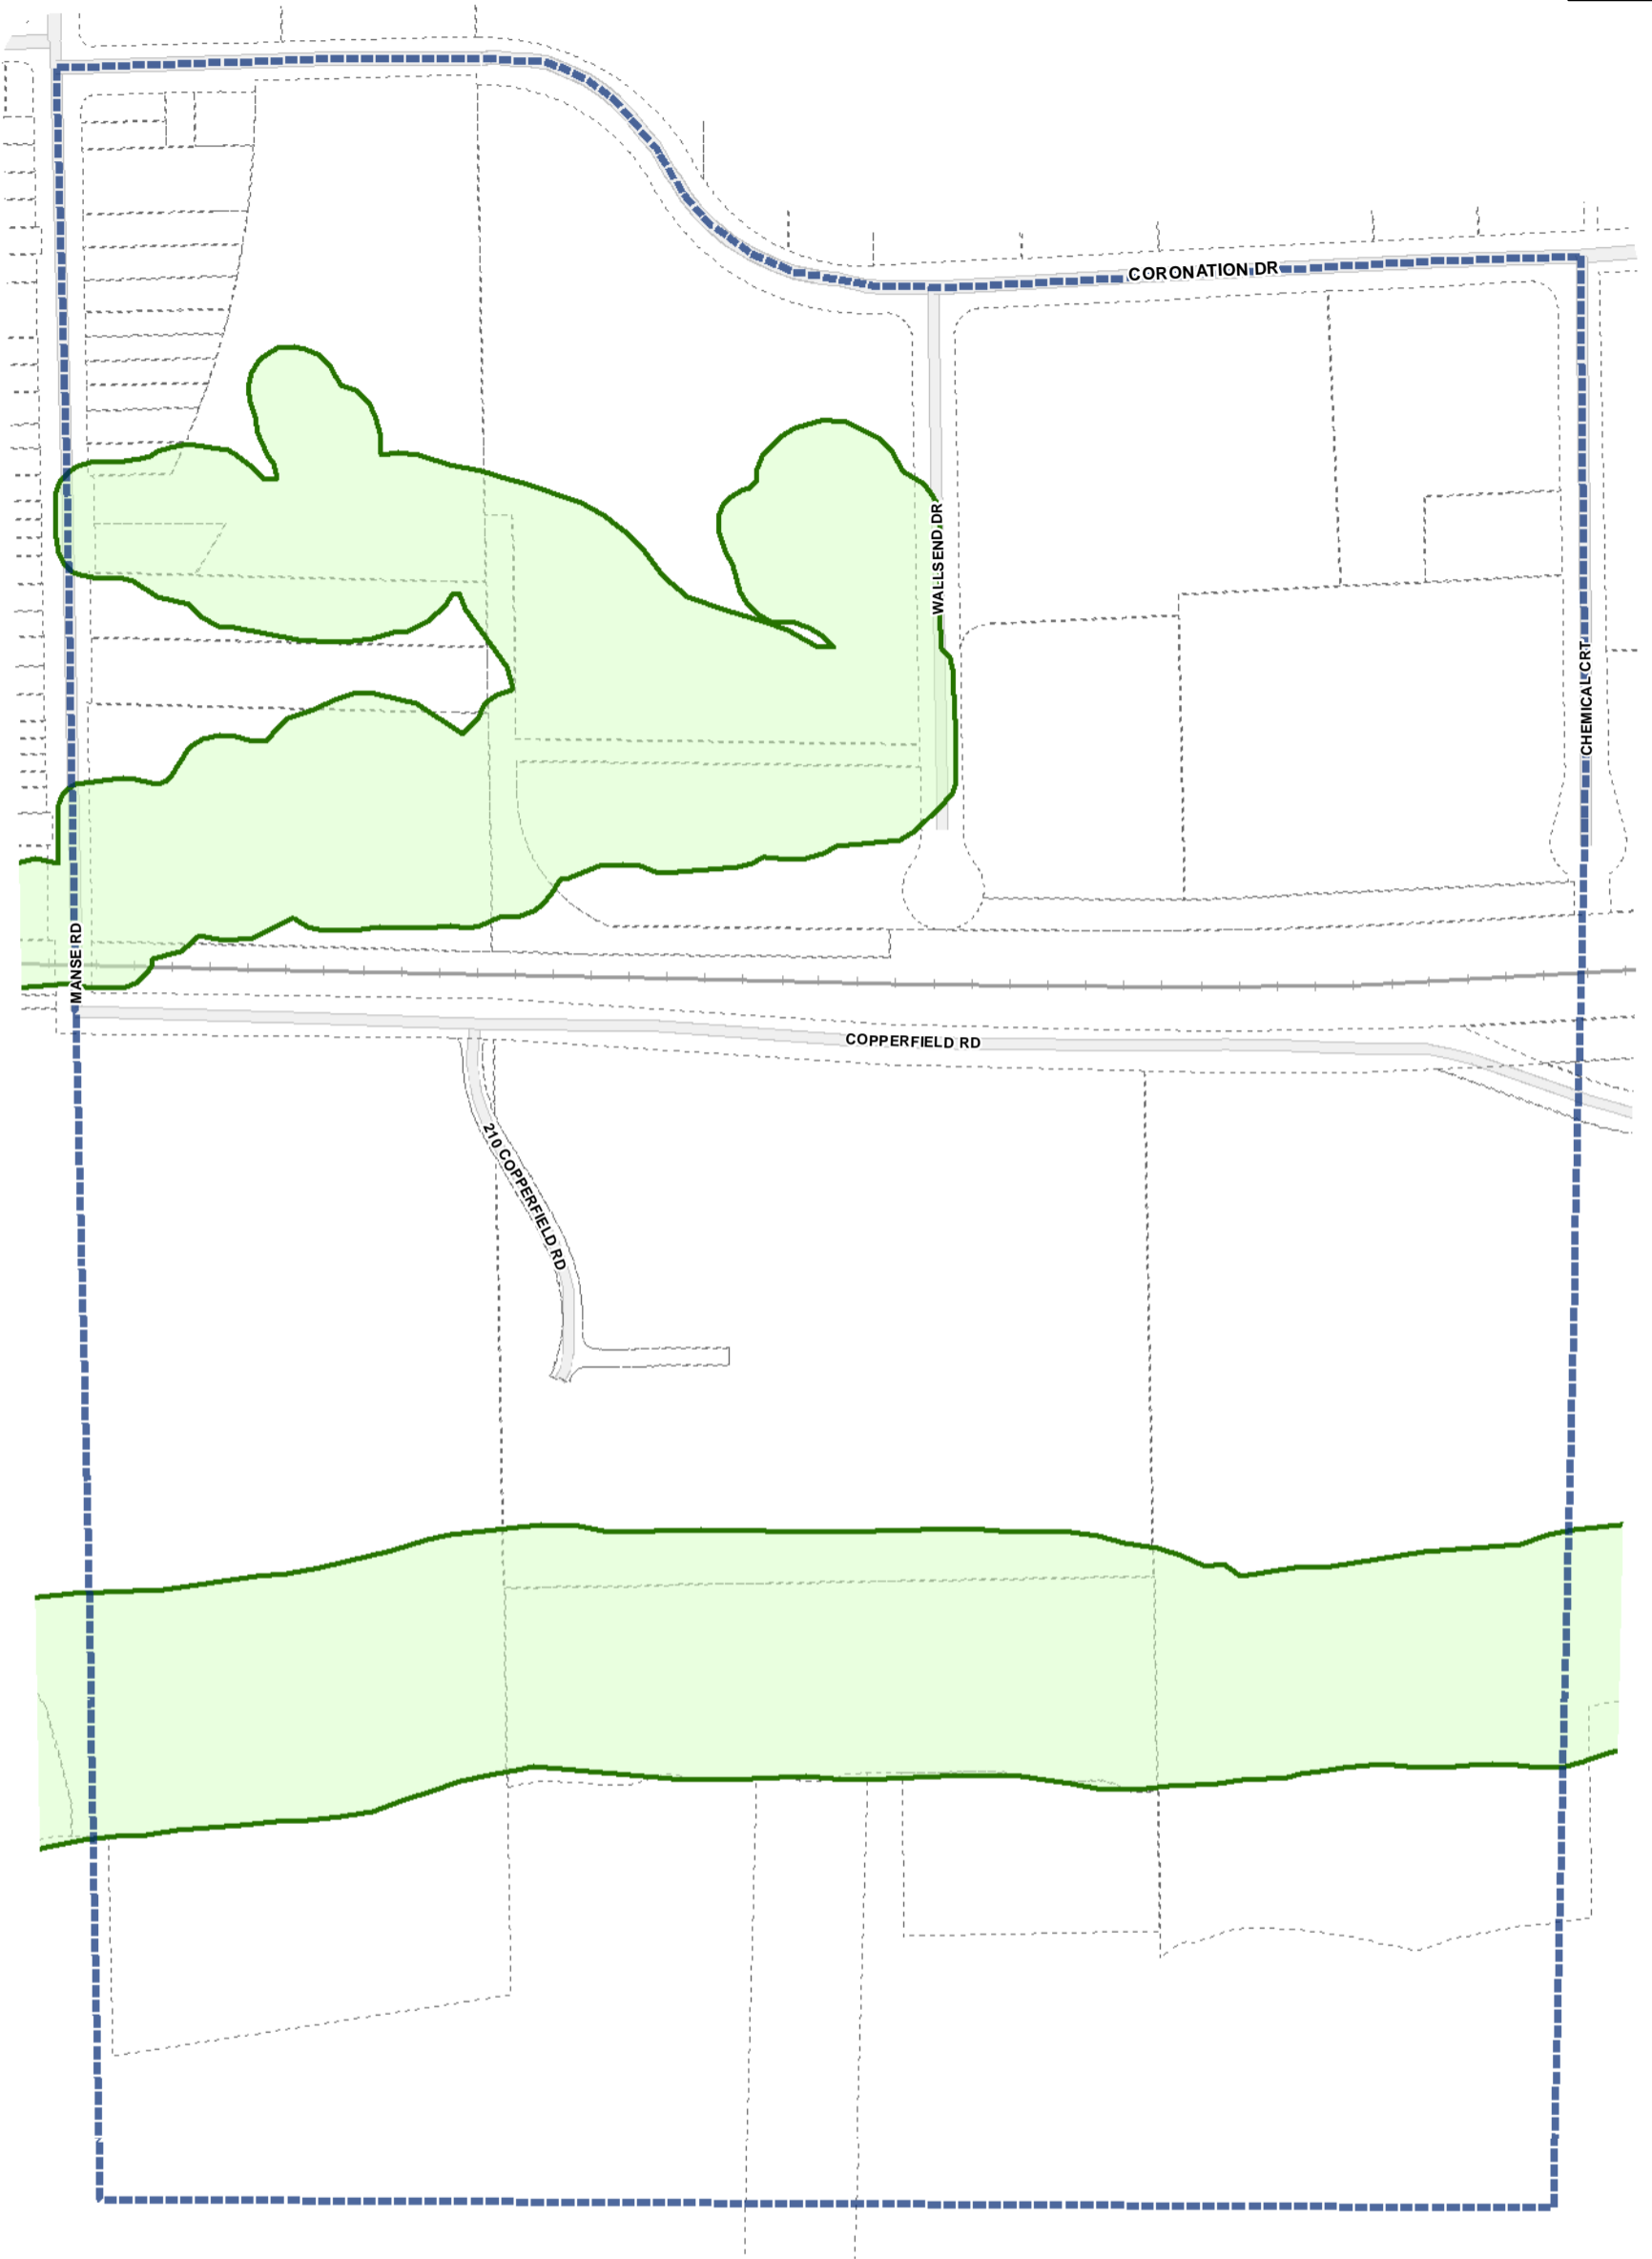 CORONATION DR
WALLSEND DR
CHEMICAL CRT
MANSE RD
COPPERFIELD RD
210 COPPERFIELD RD